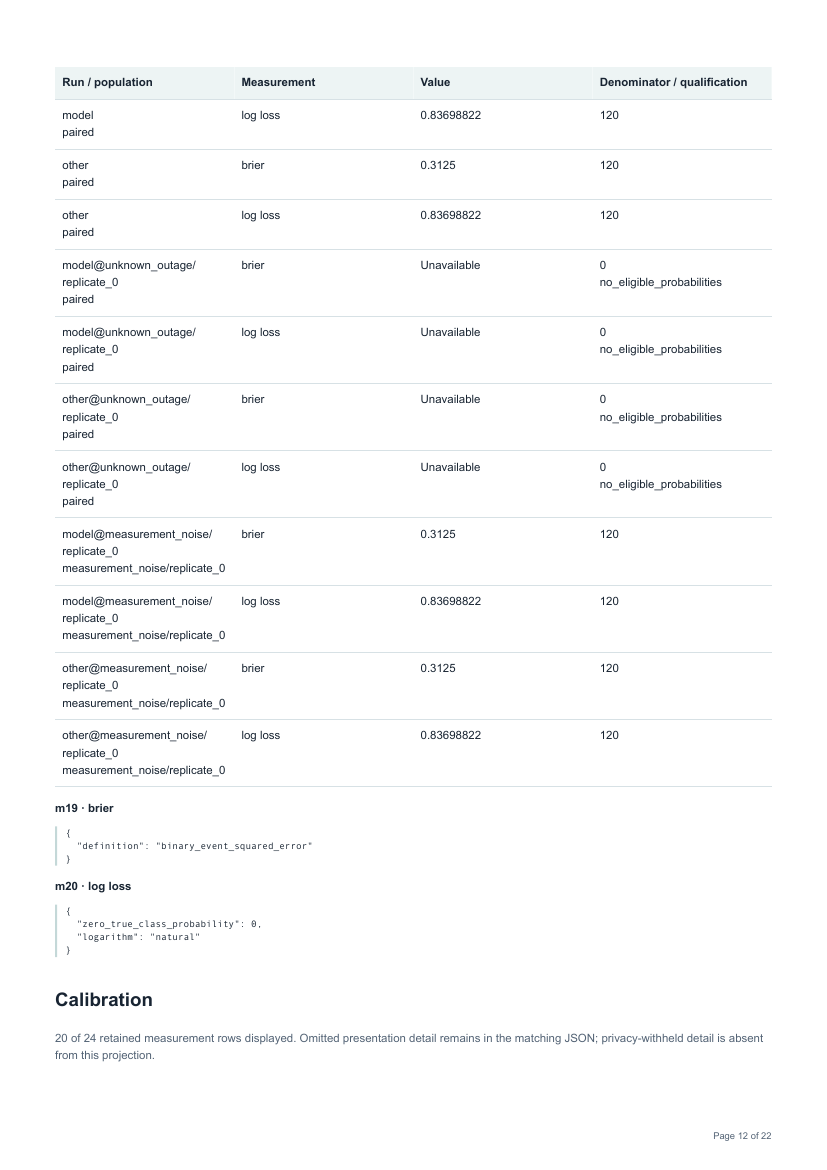 Run / population Measurement Value Denominator / qualification
model log loss 0.83698822 120
paired
other brier 0.3125 120
paired
other log loss 0.83698822 120
paired
model@unknown_outage/ brier Unavailable 0
replicate_0 no_eligible_probabilities
paired
model@unknown_outage/ log loss Unavailable 0
replicate_0 no_eligible_probabilities
paired
other@unknown_outage/ brier Unavailable 0
replicate_0 no_eligible_probabilities
paired
other@unknown_outage/ log loss Unavailable 0
replicate_0 no_eligible_probabilities
paired
model@measurement_noise/ brier 0.3125 120
replicate_0
measurement_noise/replicate_0
model@measurement_noise/ log loss 0.83698822 120
replicate_0
measurement_noise/replicate_0
other@measurement_noise/ brier 0.3125 120
replicate_0
measurement_noise/replicate_0
other@measurement_noise/ log loss 0.83698822 120
replicate_0
measurement_noise/replicate_0
m19 · brier
{
"definition": "binary_event_squared_error"
}
m20 · log loss
{
"zero_true_class_probability": 0,
"logarithm": "natural"
}
Calibration
20 of 24 retained measurement rows displayed. Omitted presentation detail remains in the matching JSON; privacy-withheld detail is absent
from this projection.
Page 12 of 22